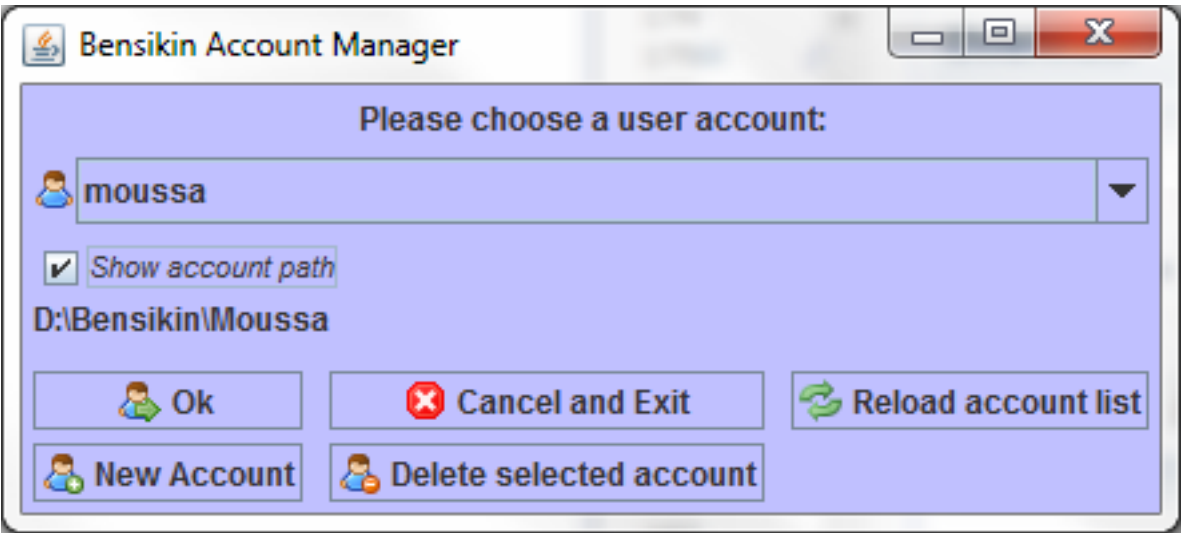 Bensikin Account Manager
Please choose a user account:
moussa
Show account path
D:\Bensikin\Moussa
Ok Cancel and Exit Reload account list
New Account Delete selected account